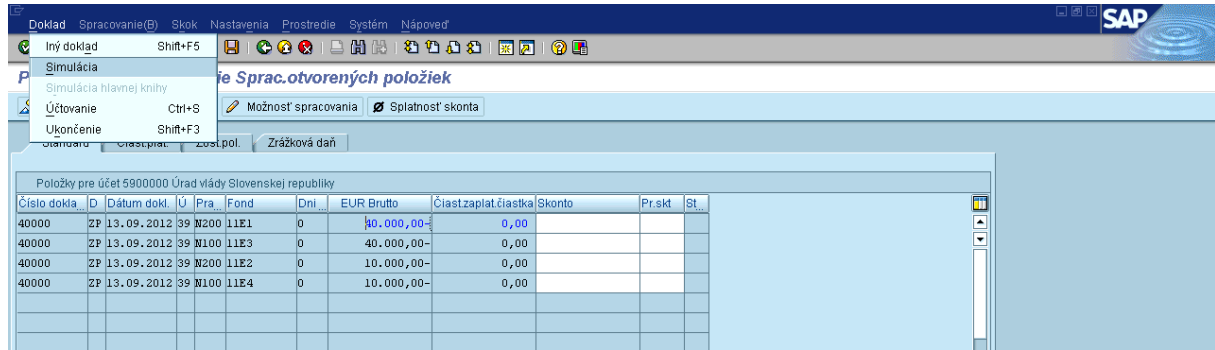 Doklad Spracovanie(B) Skok Nastavenia Prostredie Systém Nápoveď
SAP
Iný doklad Shift+F5
Simulácia
Simulácia hlavnej knihy
Účtovanie Ctrl+S
Ukončenie Shift+F3
P ie Sprac.otvorených položiek
Možnosť spracovania Splatnosť skonta
Štandard Čiast.plat. Zost.pol. Zrážková daň
Položky pre účet 5900000 Úrad vlády Slovenskej republiky
Číslo dokla... D Dátum dokl. Ú Pra... Fond Dni ... EUR Brutto Čiast.zaplat.čiastka Skonto Pr.skt St...
40000 ZP 13.09.2012 39 N200 11E1 0 40.000,00- 0,00
40000 ZP 13.09.2012 39 N100 11E3 0 40.000,00- 0,00
40000 ZP 13.09.2012 39 N200 11E2 0 10.000,00- 0,00
40000 ZP 13.09.2012 39 N100 11E4 0 10.000,00- 0,00